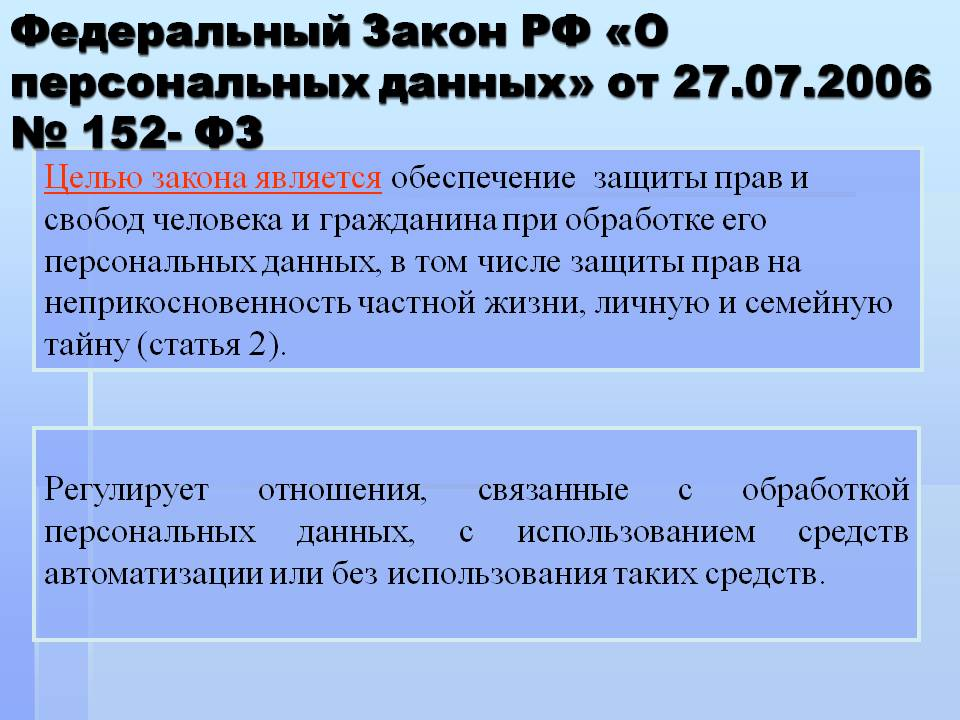 Федеральный Закон РФ «О
персональных данных» от 27.07.2006
№ 152- ФЗ
Целью закона является обеспечение защиты прав и
свобод человека и гражданина при обработке его
персональных данных, в том числе защиты прав на
неприкосновенность частной жизни, личную и семейную
тайну (статья 2).
Регулирует отношения, связанные с обработкой
персональных данных, с использованием средств
автоматизации или без использования таких средств.